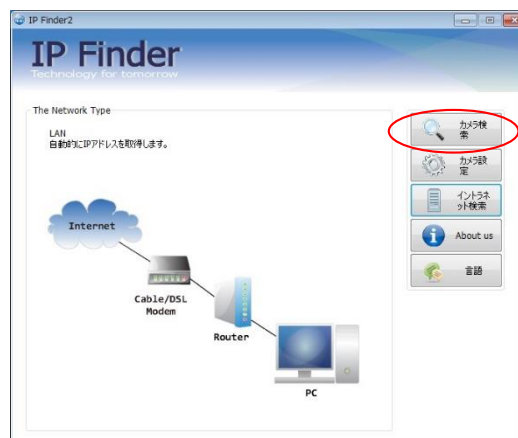 IP Finder2
IP Finder
Technology for tomorrow
The Network Type
LAN
自動的にIPアドレスを取得します。
Internet
Cable/DSL
Modem
Router
PC
カメラ検
索
カメラ設
定
イントラネ
ット検索
About us
言語